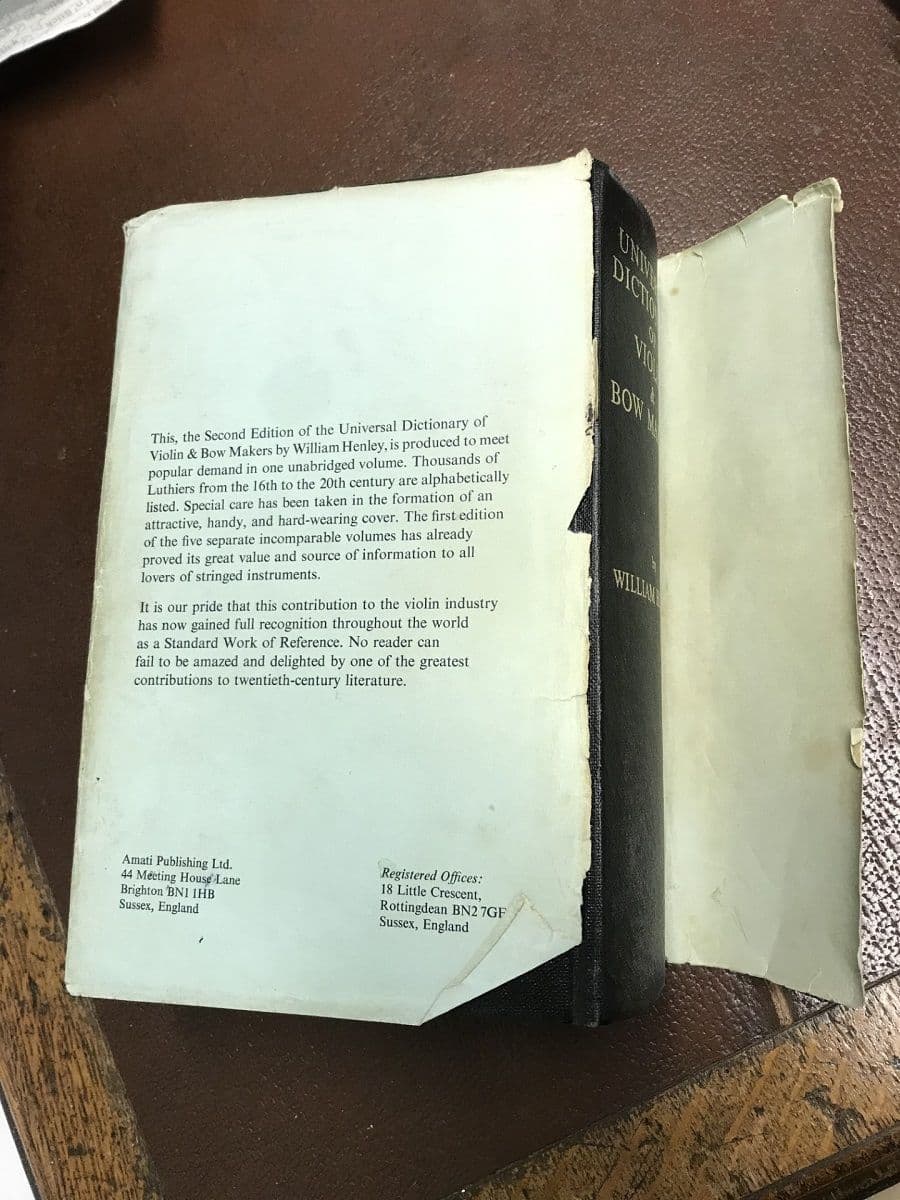 This, the Second Edition of the Universal Dictionary of
Violin & Bow Makers by William Henley, is produced to meet
popular demand in one unabridged volume. Thousands of
Luthiers from the 16th to the 20th century are alphabetically
listed. Special care has been taken in the formation of an
attractive, handy, and hard-wearing cover. The first edition
of the five separate incomparable volumes has already
proved its great value and source of information to all
lovers of stringed instruments.
It is our pride that this contribution to the violin industry
has now gained full recognition throughout the world
as a Standard Work of Reference. No reader can
fail to be amazed and delighted by one of the greatest
contributions to twentieth-century literature.
Amati Publishing Ltd.
44 Meeting House Lane
Brighton BN1 1HB
Sussex, England
Registered Offices:
18 Little Crescent,
Rottingdean BN2 7GF
Sussex, England
&
BOW
by
WILLIAM